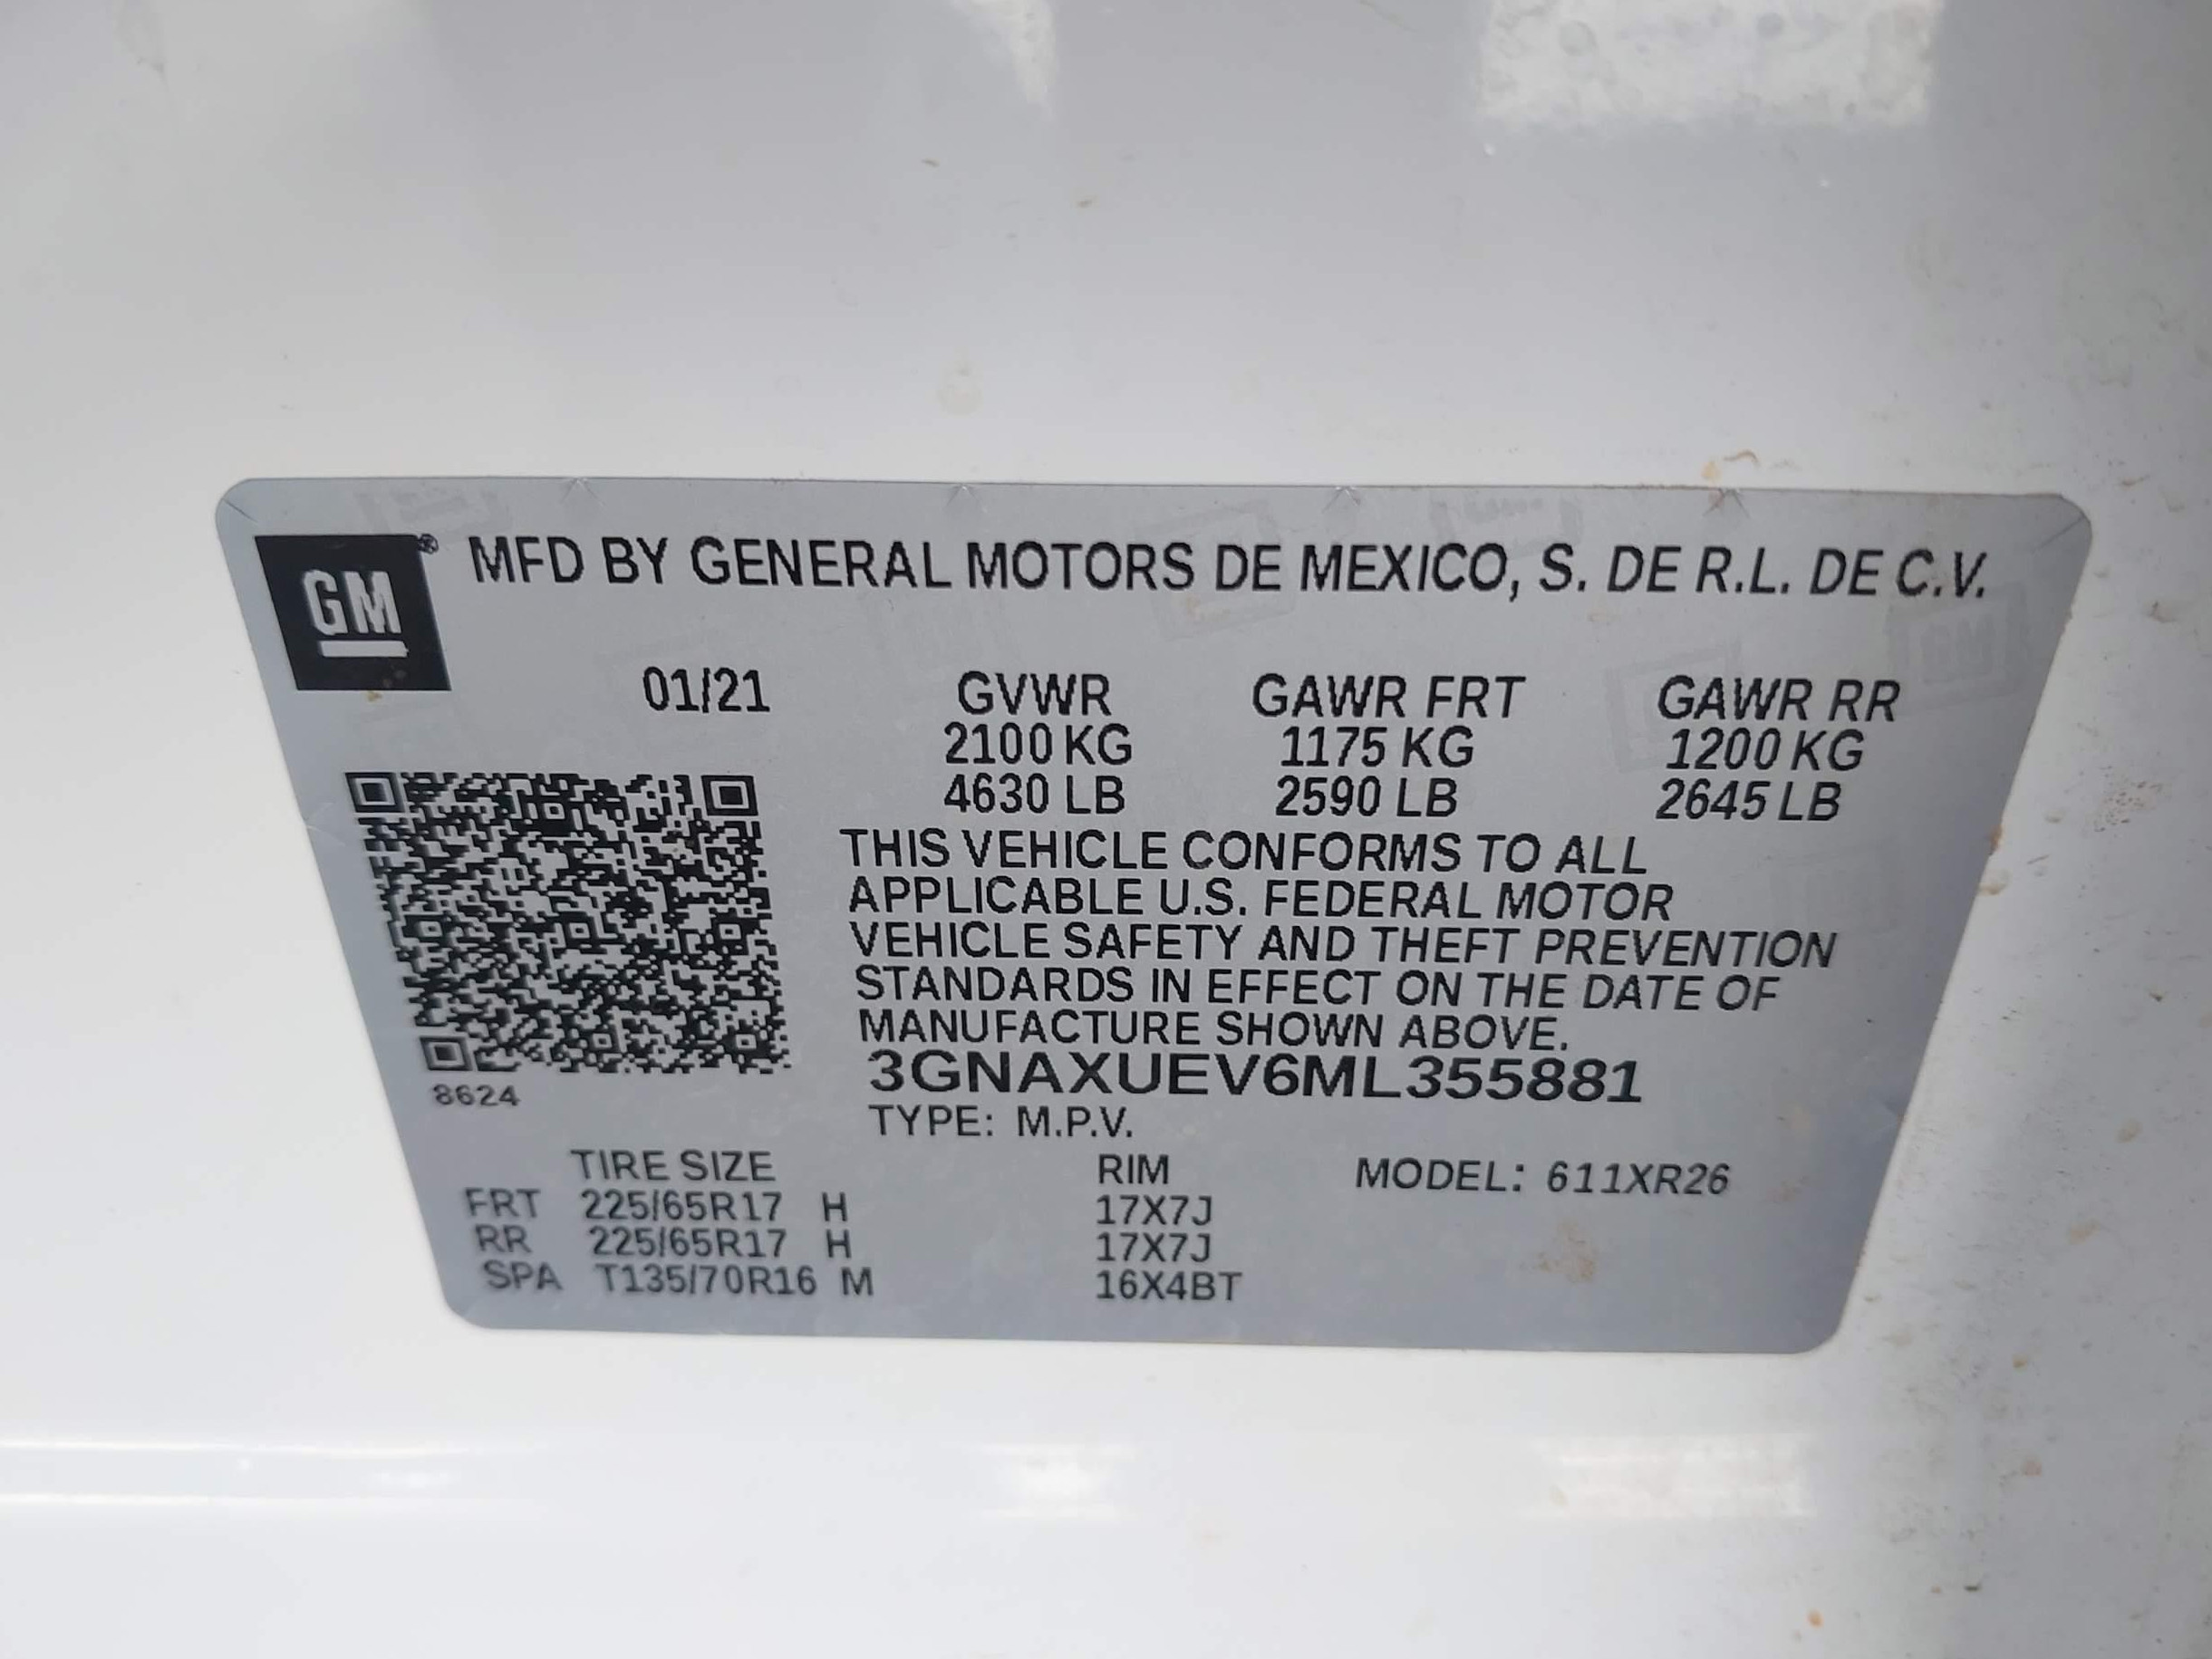 GM ® MFD BY GENERAL MOTORS DE MEXICO, S. DE R.L. DE C.V.
01/21 GVWR GAWR FRT GAWR RR
2100 KG 1175 KG 1200 KG
4630 LB 2590 LB 2645 LB
THIS VEHICLE CONFORMS TO ALL
APPLICABLE U.S. FEDERAL MOTOR
VEHICLE SAFETY AND THEFT PREVENTION
STANDARDS IN EFFECT ON THE DATE OF
MANUFACTURE SHOWN ABOVE.
3GNAXUEV6ML355881
8624
TYPE: M.P.V.
TIRE SIZE RIM MODEL: 611XR26
FRT 225/65R17 H 17X7J
RR 225/65R17 H 17X7J
SPA T135/70R16 M 16X4BT